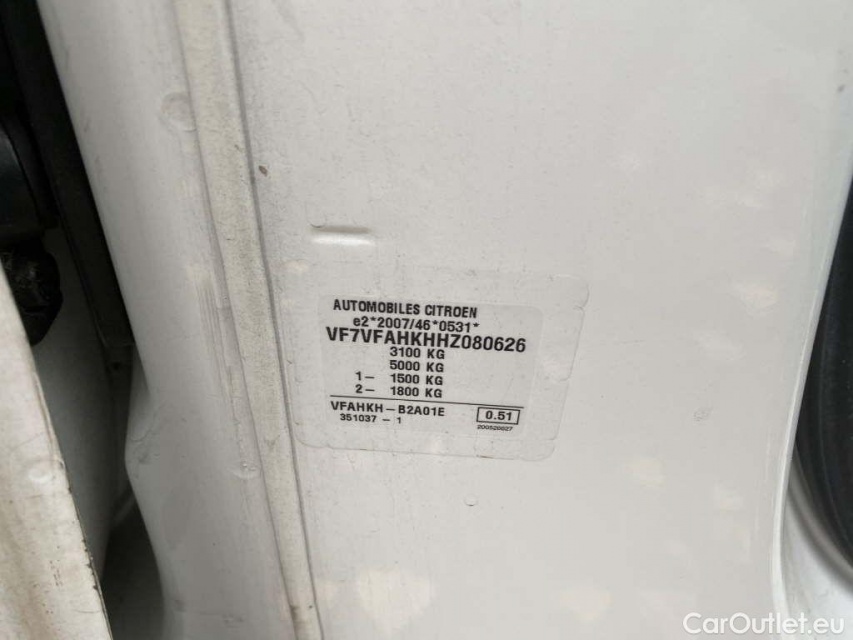 AUTOMOBILES CITROEN
e2*2007/46*0531*
VF7VFAHKHHZ080626
3100 KG
5000 KG
1- 1500 KG
2- 1800 KG
VFAHKH-B2A01E 0.51
351037-1 200520027
CarOutlet.eu